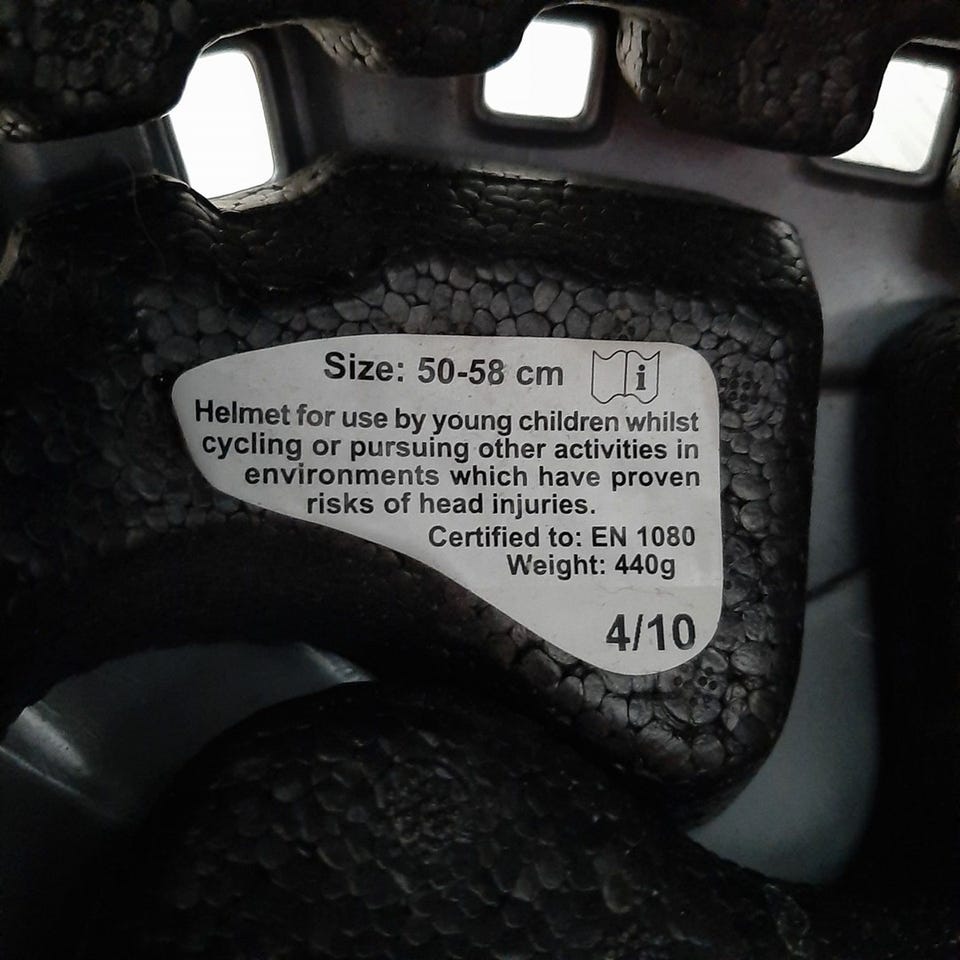 Size: 50-58 cm
i
Helmet for use by young children whilst
cycling or pursuing other activities in
environments which have proven
risks of head injuries.
Certified to: EN 1080
Weight: 440g
4/10